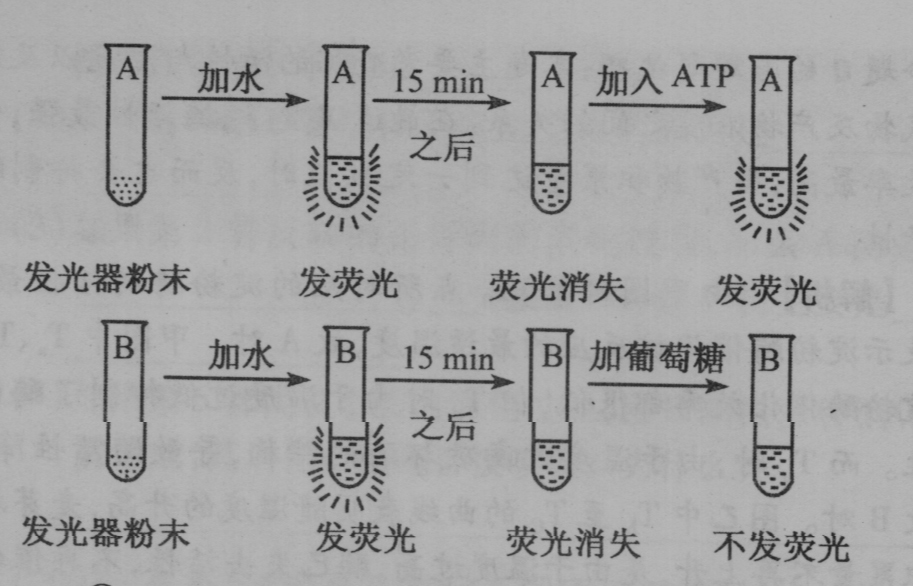 A 加水 A 15 min 之后 A 加入 ATP A
发光器粉末 发荧光 荧光消失 发荧光
B 加水 B 15 min 之后 B 加葡萄糖 B
发光器粉末 发荧光 荧光消失 不发荧光